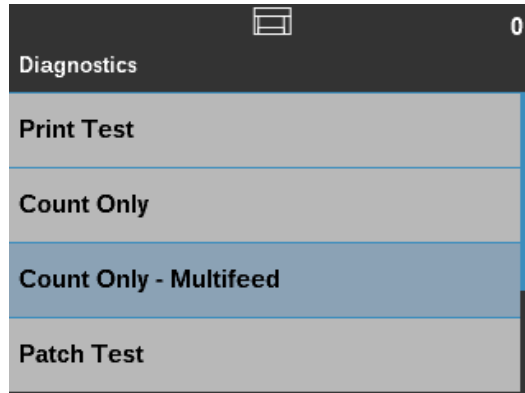 0
Diagnostics
Print Test
Count Only
Count Only - Multifeed
Patch Test